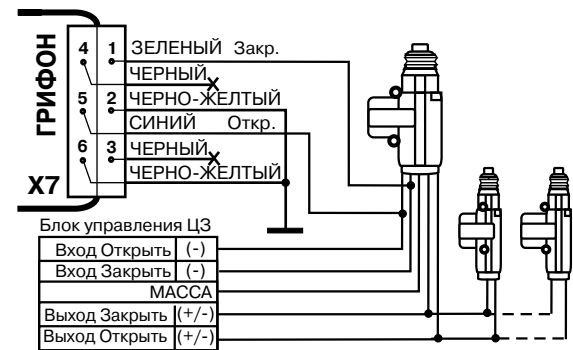 ГРИФОН
X7
4 1 ЗЕЛЕНЫЙ Закр.
ЧЕРНЫЙ
5 2 ЧЕРНО-ЖЕЛТЫЙ
СИНИЙ Откр.
6 3 ЧЕРНЫЙ
ЧЕРНО-ЖЕЛТЫЙ
Блок управления ЦЗ
Вход Открыть (-)
Вход Закрыть (-)
МАССА
Выход Закрыть (+/-)
Выход Открыть (+/-)